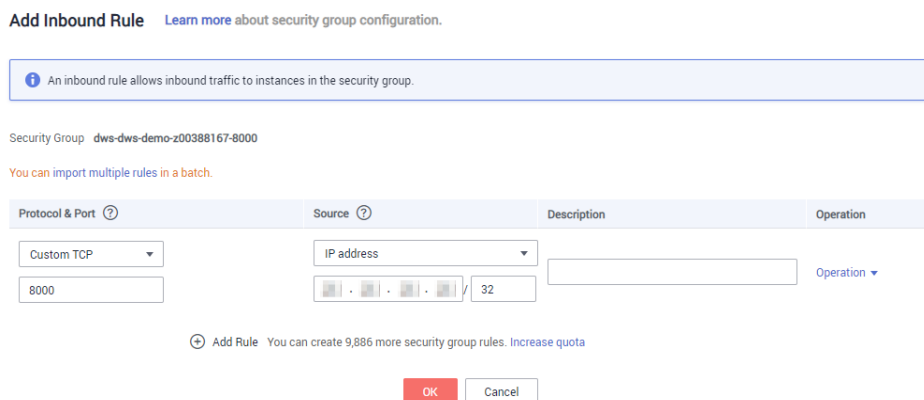 Add Inbound Rule Learn more about security group configuration.
An inbound rule allows inbound traffic to instances in the security group.
Security Group dws-dws-demo-z00388167-8000
You can import multiple rules in a batch.
Protocol & Port Source Description Operation
Custom TCP IP address
Operation
8000 . . . / 32
Add Rule You can create 9,886 more security group rules. Increase quota
OK Cancel